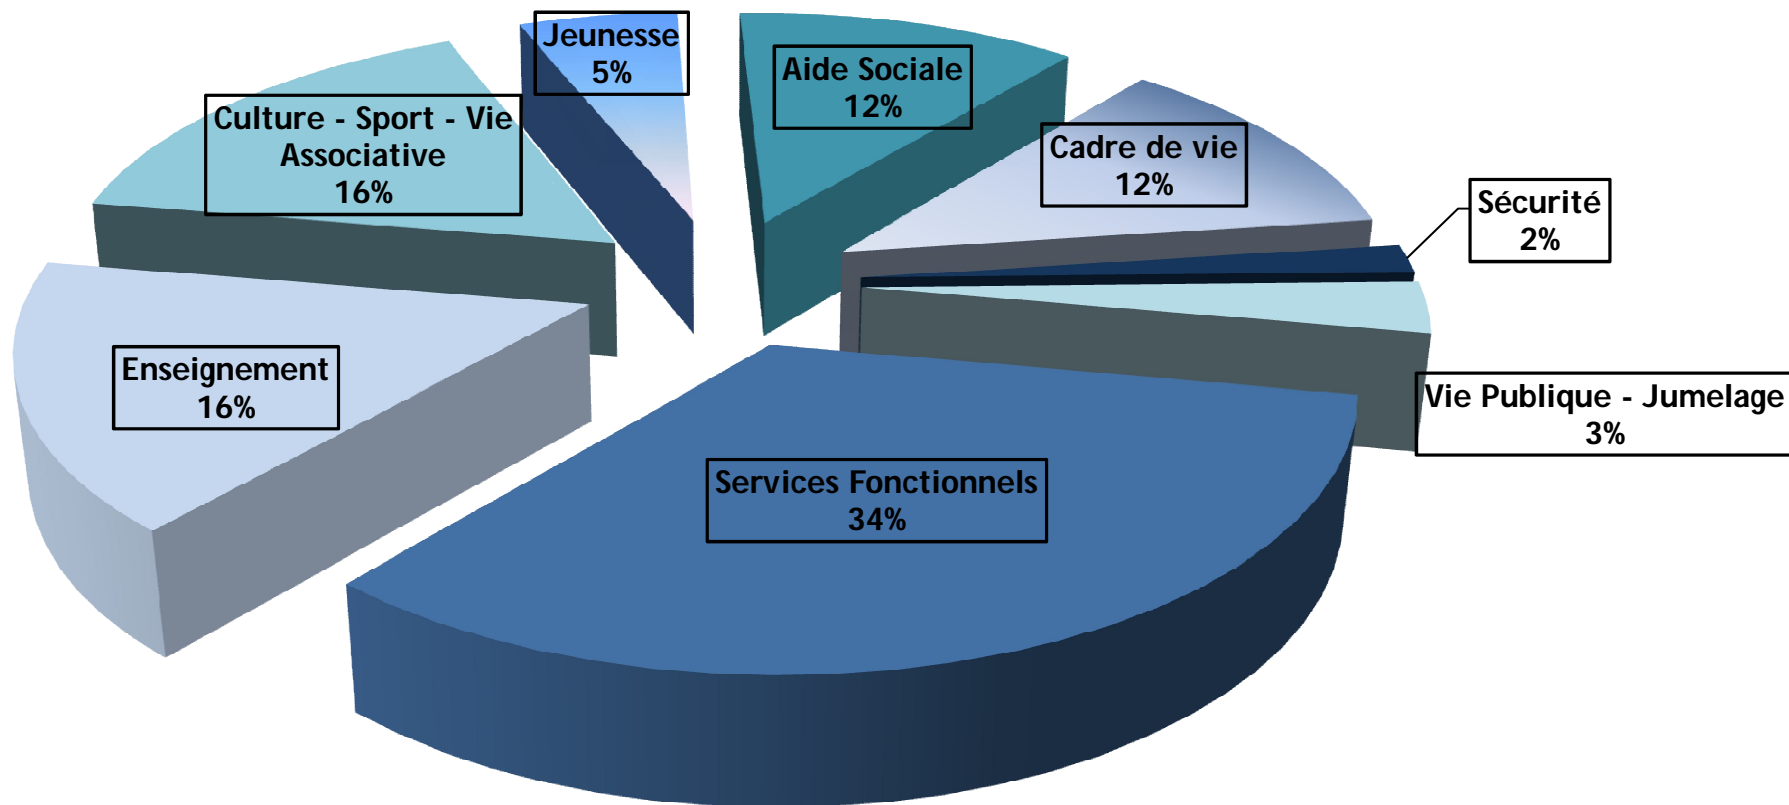 Jeunesse
5%
Aide Sociale
12%
Culture - Sport - Vie
Associative
16%
Cadre de vie
12%
Sécurité
2%
Enseignement
16%
Vie Publique - Jumelage
3%
Services Fonctionnels
34%